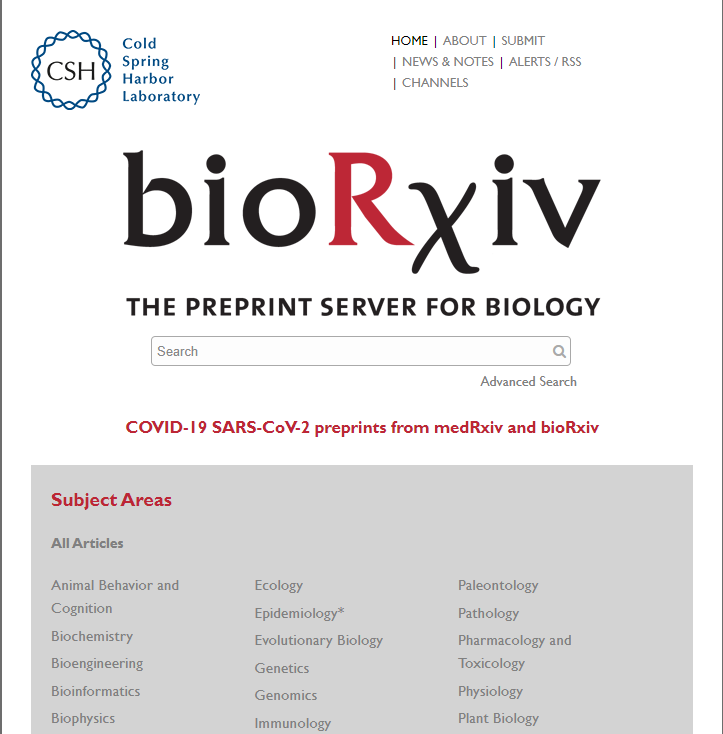 CSH
Cold
Spring
Harbor
Laboratory
HOME | ABOUT | SUBMIT
| NEWS & NOTES | ALERTS / RSS
| CHANNELS
bioRχiv
THE PREPRINT SERVER FOR BIOLOGY
Search
Advanced Search
COVID-19 SARS-CoV-2 preprints from medRxiv and bioRxiv
Subject Areas
All Articles
Animal Behavior and
Cognition
Biochemistry
Bioengineering
Bioinformatics
Biophysics
Ecology
Epidemiology*
Evolutionary Biology
Genetics
Genomics
Immunology
Paleontology
Pathology
Pharmacology and
Toxicology
Physiology
Plant Biology